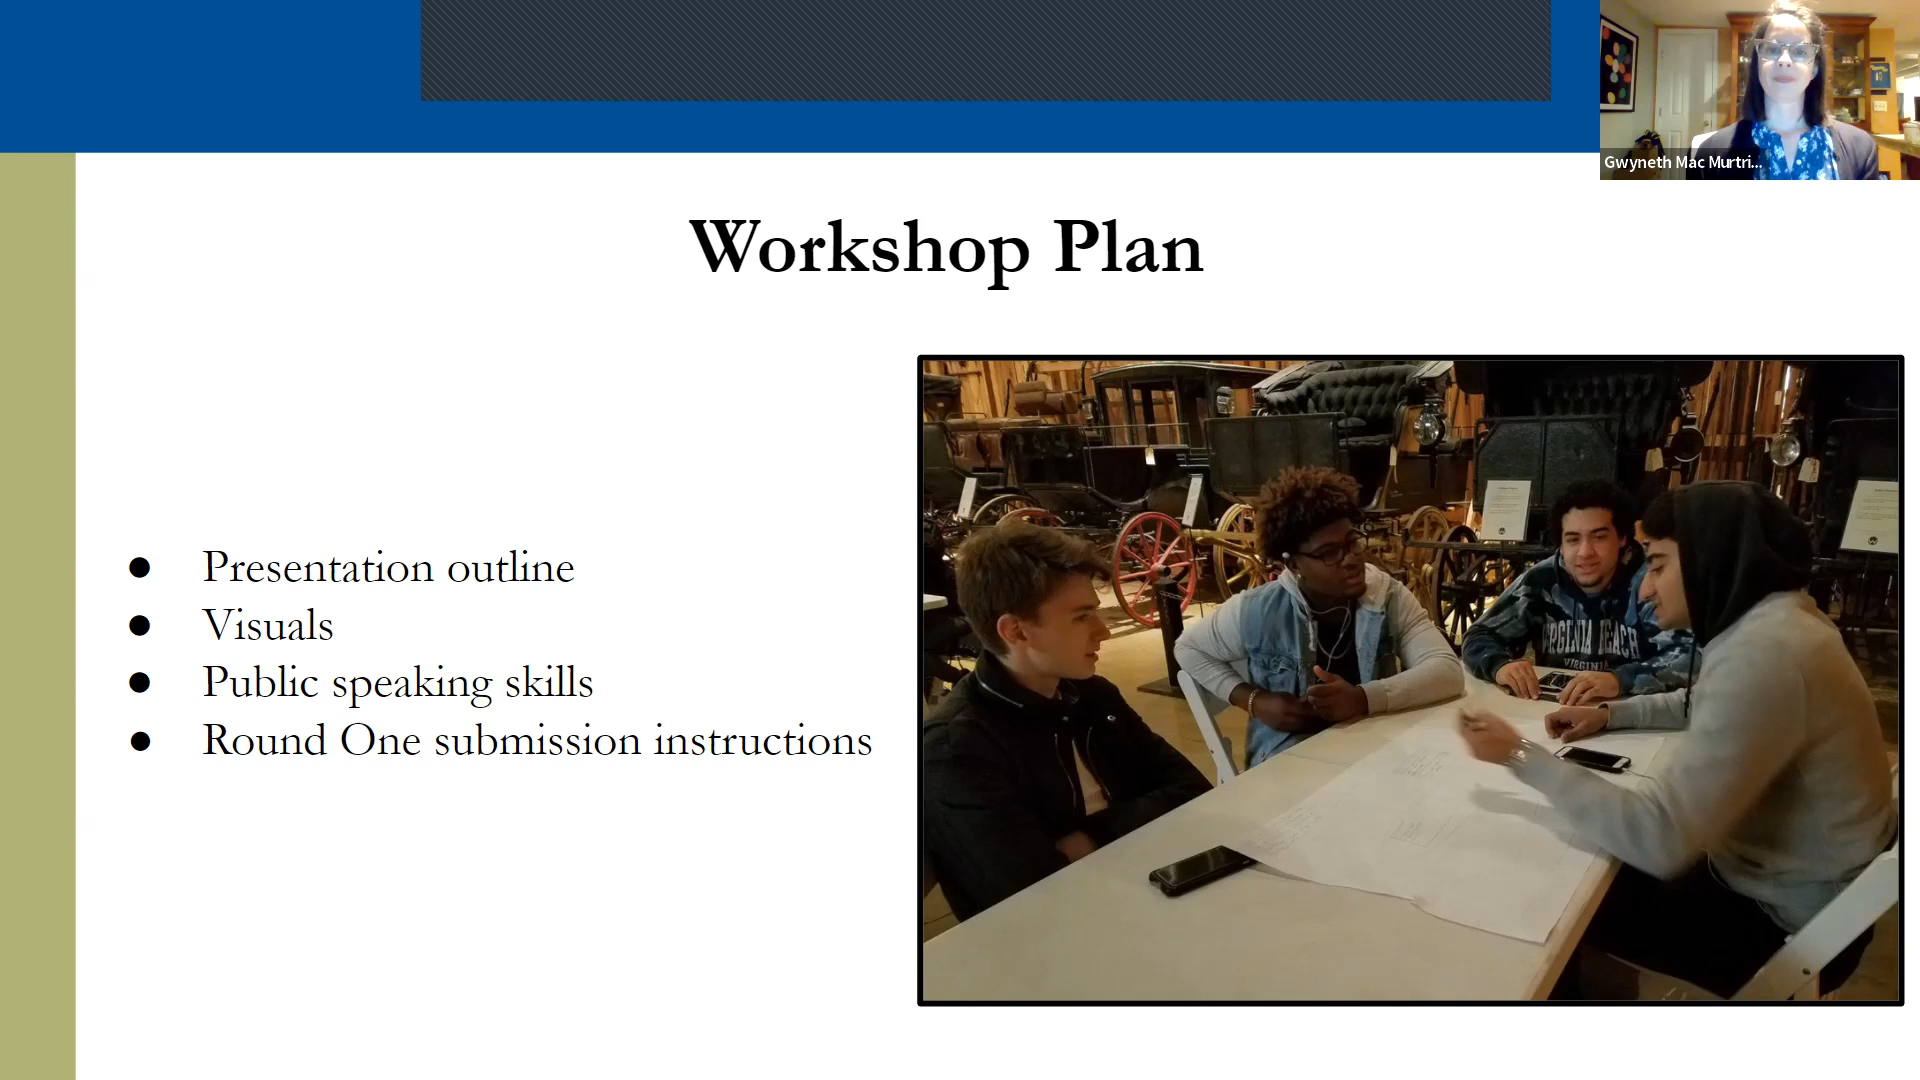 Gwyneth Mac Murtri...
Workshop Plan
● Presentation outline
● Visuals
● Public speaking skills
● Round One submission instructions
VIRGINIA BEACH
VIRGINIA